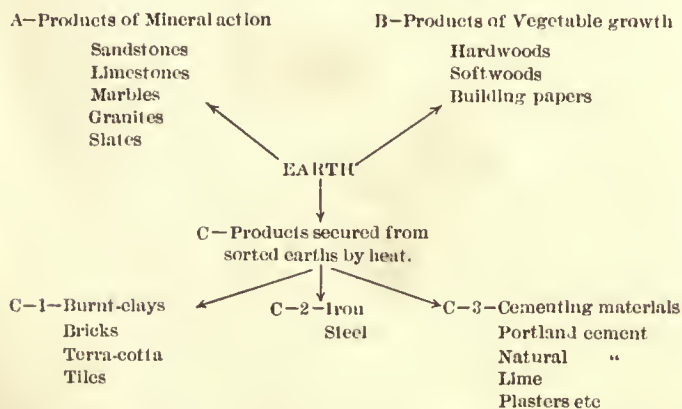 A—Products of Mineral action
Sandstones
Limestones
Marbles
Granites
Slates
B—Products of Vegetable growth
Hardwoods
Softwoods
Building papers
EARTH
C—Products secured from
sorted earths by heat.
C-1—Burnt-clays
Bricks
Terra-cotta
Tiles
C-2-Iron
Steel
C-3-Cementing materials
Portland cement
Natural "
Lime
Plasters etc